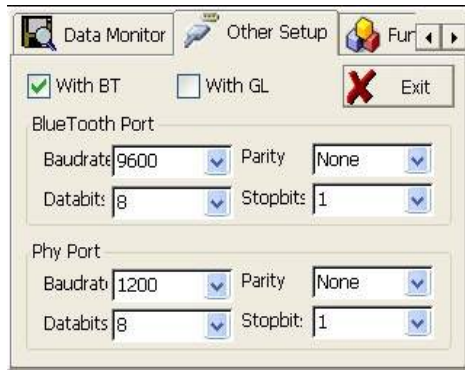 Data Monitor Other Setup Fur
With BT With GL Exit
BlueTooth Port
Baudrate 9600 Parity None
Databits 8 Stopbits 1
Phy Port
Baudrat 1200 Parity None
Databits 8 Stopbit: 1